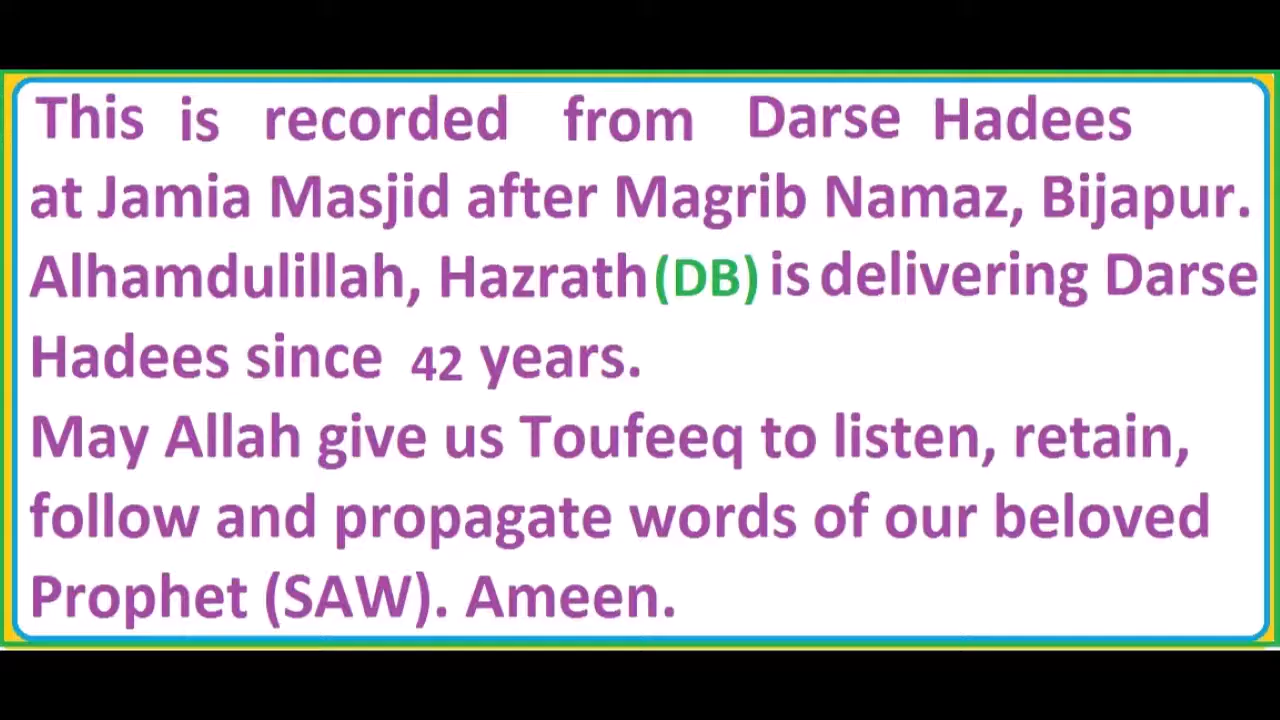 This is recorded from Darse Hadees
at Jamia Masjid after Magrib Namaz, Bijapur.
Alhamdulillah, Hazrath(DB) is delivering Darse
Hadees since 42 years.
May Allah give us Toufeeq to listen, retain,
follow and propagate words of our beloved
Prophet (SAW). Ameen.